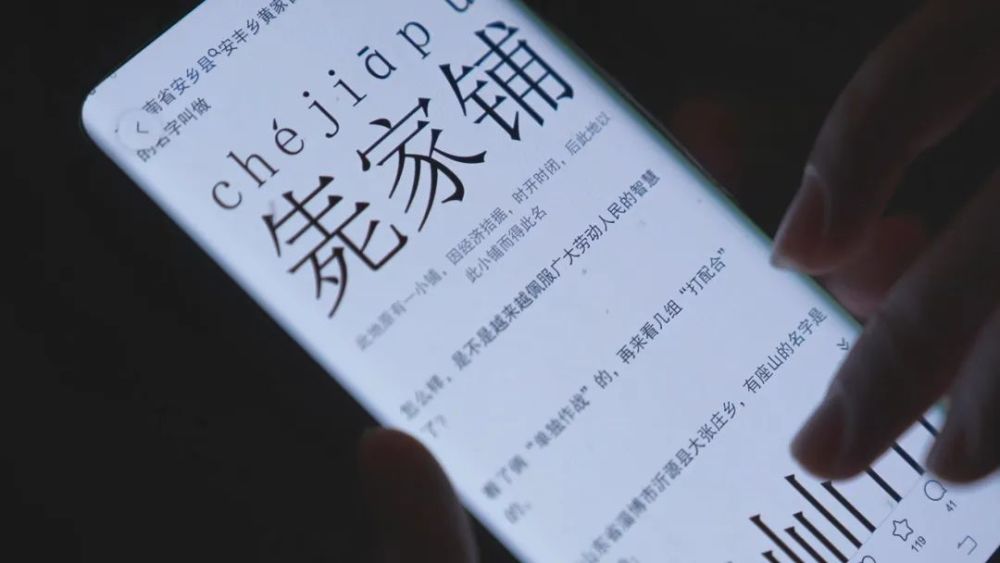 南省安乡县安丰乡黄家
的名字叫做
chéjiāp
家铺
此地原有一小铺，因经济拮据，时开时闭，后此地以
此小铺而得此名
怎么样，是不是越来越佩服广大劳动人民的智慧
了？
看了俩“单独作战”的，再来看几组“打配合”
的。
山东省淄博市沂源县大张庄乡，有座山的名字是
119
41